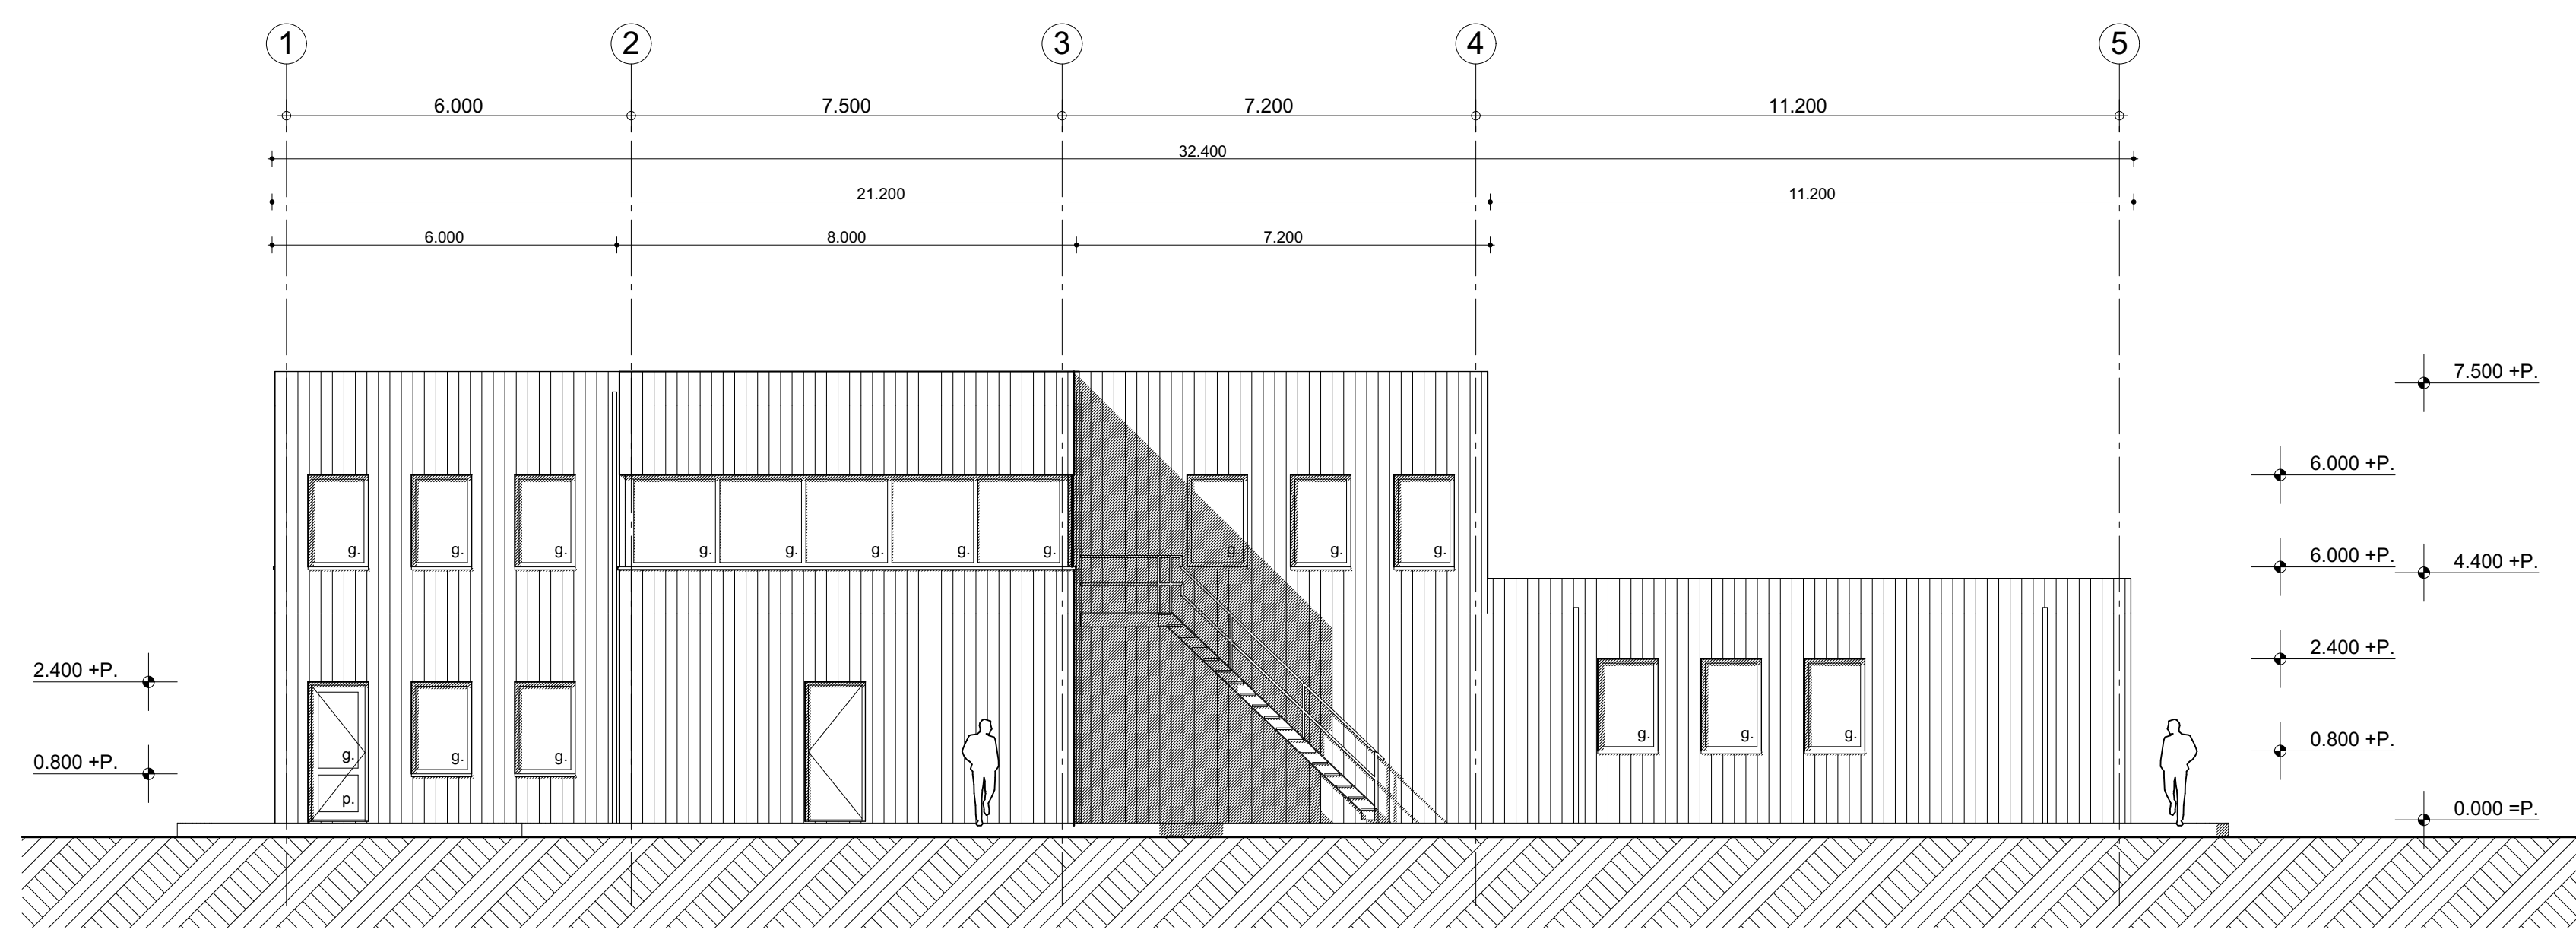 1 2 3 4 5
6.000 7.500 7.200 11.200
32.400
21.200 11.200
6.000 8.000 7.200
7.500 +P.
6.000 +P.
g. g. g. g. g. g. g. g. g. g. g.
6.000 +P. 4.400 +P.
2.400 +P.
2.400 +P.
g. g. g. g. g. g.
0.800 +P.
0.800 +P.
p.
0.000 =P.